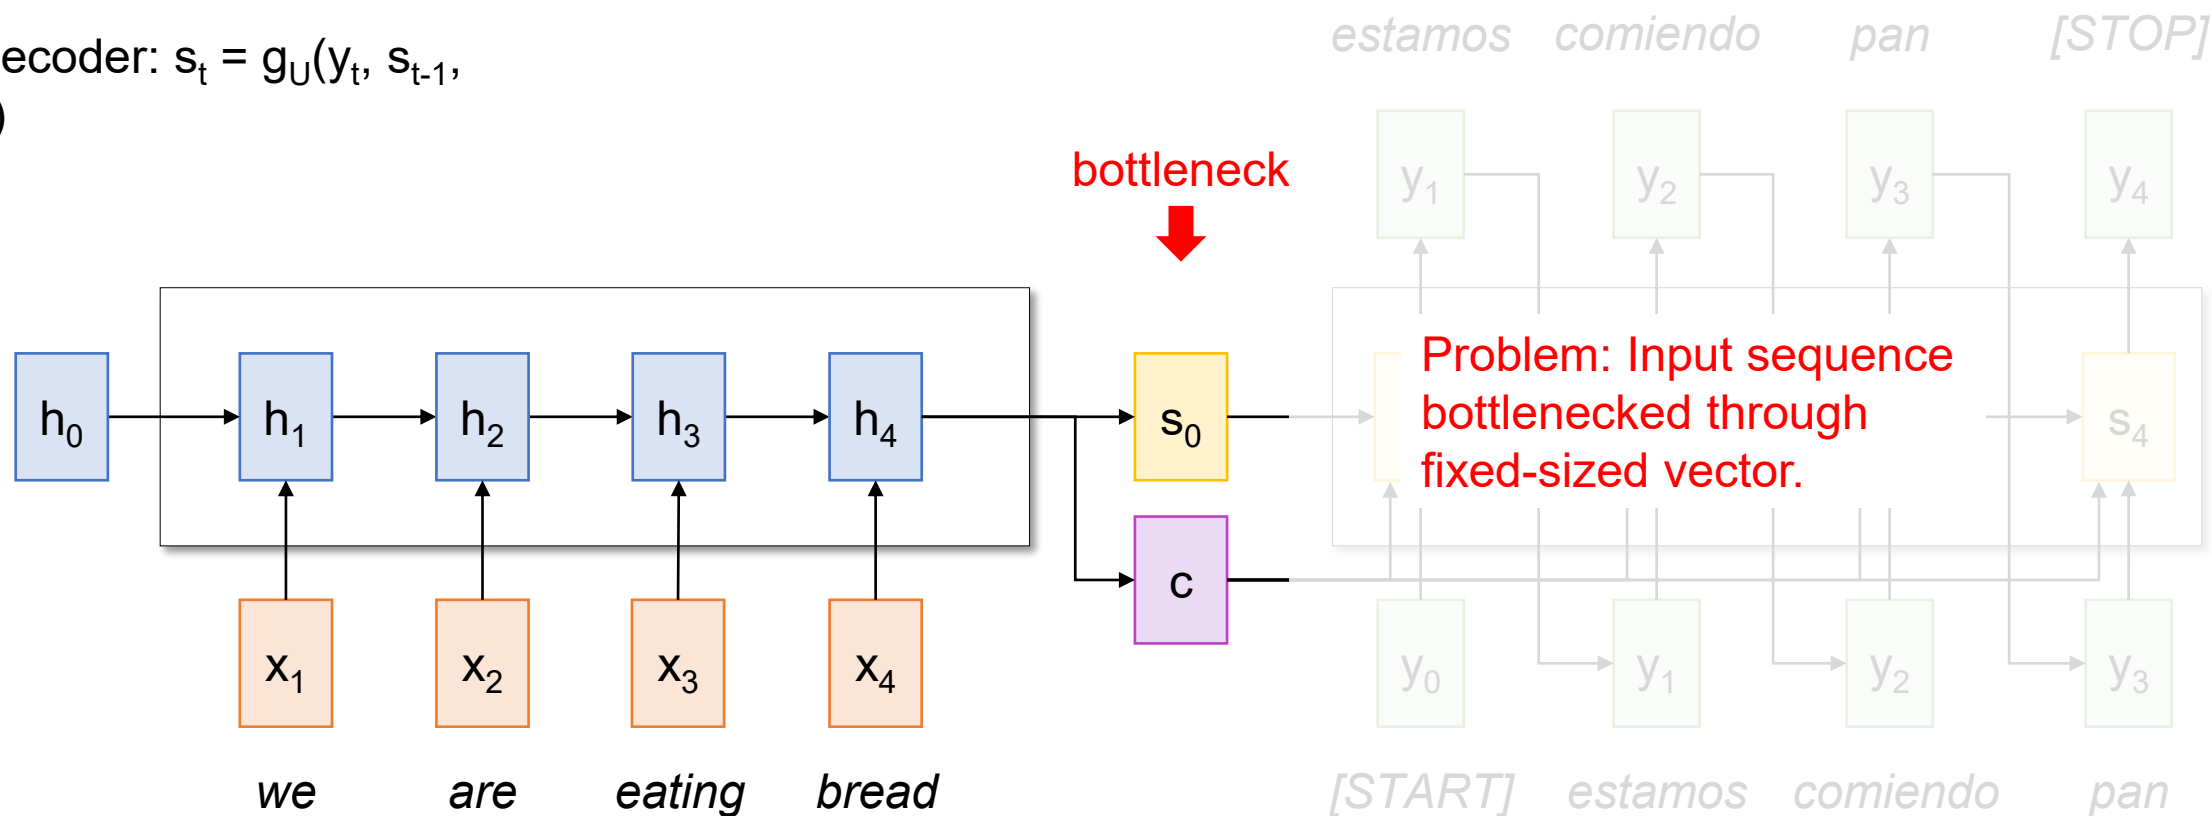 ecoder: sₜ = g_U(yₜ, sₜ₋₁,
)
estamos comiendo pan [STOP]
bottleneck
y₁ y₂ y₃ y₄
Problem: Input sequence
bottlenecked through
fixed-sized vector.
h₀ h₁ h₂ h₃ h₄ s₀ s₄
c
x₁ x₂ x₃ x₄ y₀ y₁ y₂ y₃
we are eating bread [START] estamos comiendo pan